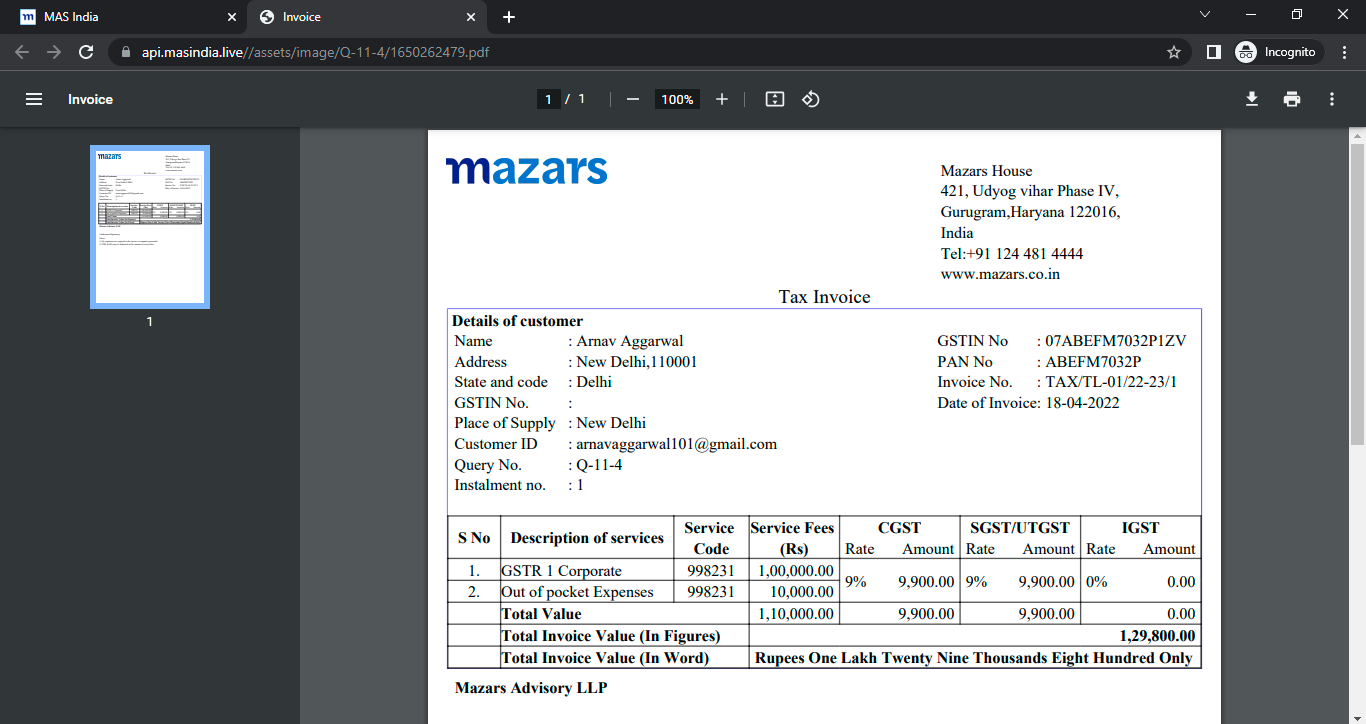 MAS India
Invoice
api.masindia.live//assets/image/Q-11-4/1650262479.pdf
Incognito
Invoice
1 / 1
100%
1
mazars
Mazars House
421, Udyog vihar Phase IV,
Gurugram,Haryana 122016,
India
Tel:+91 124 481 4444
www.mazars.co.in
Tax Invoice
Details of customer
Name : Arnav Aggarwal GSTIN No : 07ABEFM7032P1ZV
Address : New Delhi,110001 PAN No : ABEFM7032P
State and code : Delhi Invoice No. : TAX/TL-01/22-23/1
GSTIN No. : Date of Invoice: 18-04-2022
Place of Supply : New Delhi
Customer ID : arnavaggarwal101@gmail.com
Query No. : Q-11-4
Instalment no. : 1
S No Description of services Service Code Service Fees (Rs) CGST SGST/UTGST IGST
Rate Amount Rate Amount Rate Amount
1. GSTR 1 Corporate 998231 1,00,000.00 9% 9,900.00 9% 9,900.00 0% 0.00
2. Out of pocket Expenses 998231 10,000.00
Total Value 1,10,000.00 9,900.00 9,900.00 0.00
Total Invoice Value (In Figures) 1,29,800.00
Total Invoice Value (In Word) Rupees One Lakh Twenty Nine Thousands Eight Hundred Only
Mazars Advisory LLP